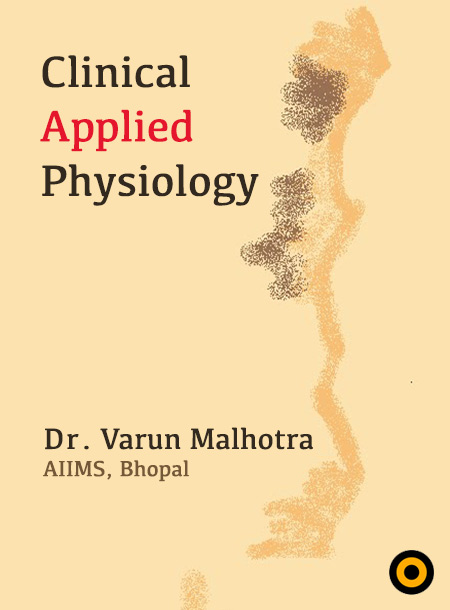 Clinical
Applied
Physiology
Dr. Varun Malhotra
AIIMS, Bhopal